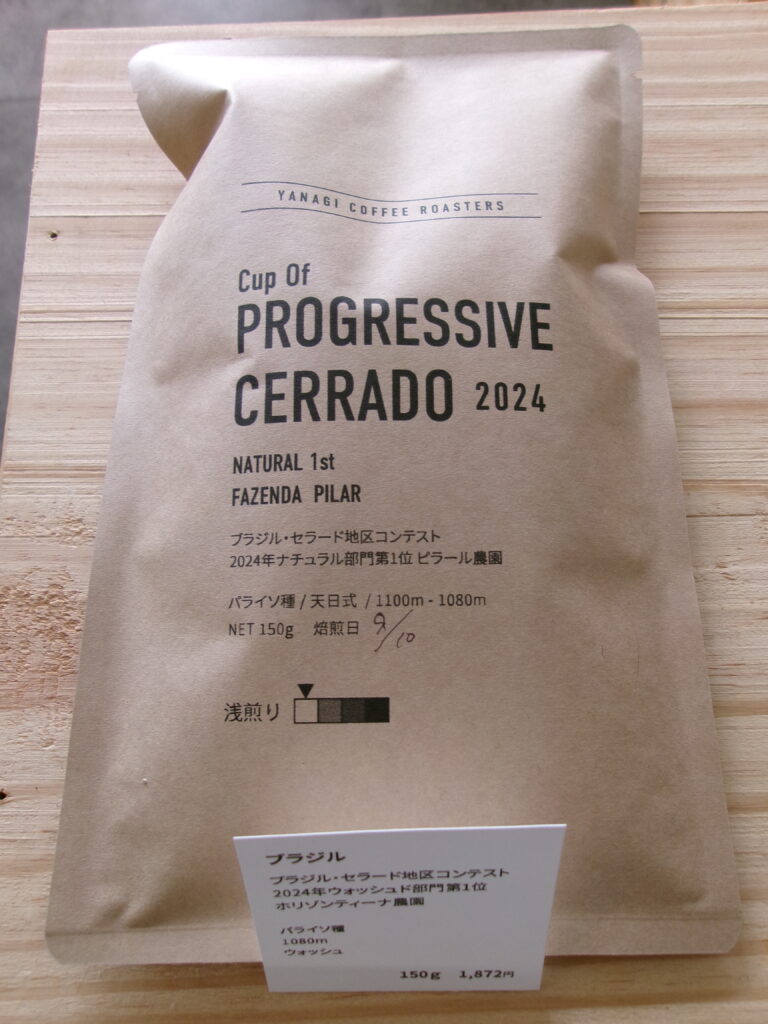 YANAGI COFFEE ROASTERS
Cup Of
PROGRESSIVE
CERRADO 2024
NATURAL 1st
FAZENDA PILAR
ブラジル・セラード地区コンテスト
2024年ナチュラル部門第1位 ピラール農園
パライソ種 / 天日式 / 1100m - 1080m
NET 150g 焙煎日 9/10
浅煎り
ブラジル
ブラジル・セラード地区コンテスト
2024年ウォッシュド部門第1位
ホリゾンティーナ農園
パライソ種
1080m
ウォッシュ
150g 1,872円